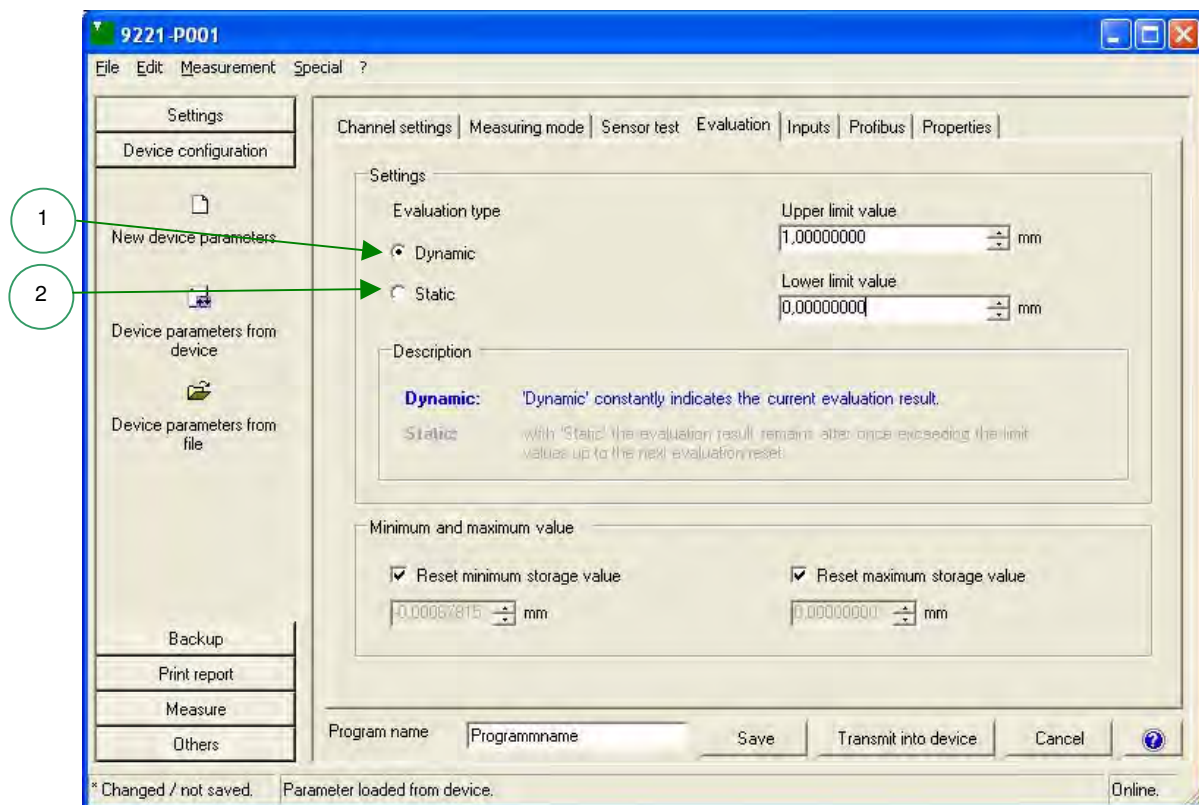 9221-P001
File Edit Measurement Special ?
Settings
Device configuration
New device parameters
Device parameters from
device
Device parameters from
file
Backup
Print report
Measure
Others
1
2
Channel settings Measuring mode Sensor test Evaluation Inputs Profibus Properties
Settings
Evaluation type
Dynamic
Static
Upper limit value
1,00000000 mm
Lower limit value
0,00000000 mm
Description
Dynamic: 'Dynamic' constantly indicates the current evaluation result.
Static: with 'Static' the evaluation result remains after once exceeding the limit
values up to the next evaluation reset.
Minimum and maximum value
Reset minimum storage value
-0,00067815 mm
Reset maximum storage value
0,00000000 mm
Program name Programmname Save Transmit into device Cancel ?
* Changed / not saved. Parameter loaded from device. Online.